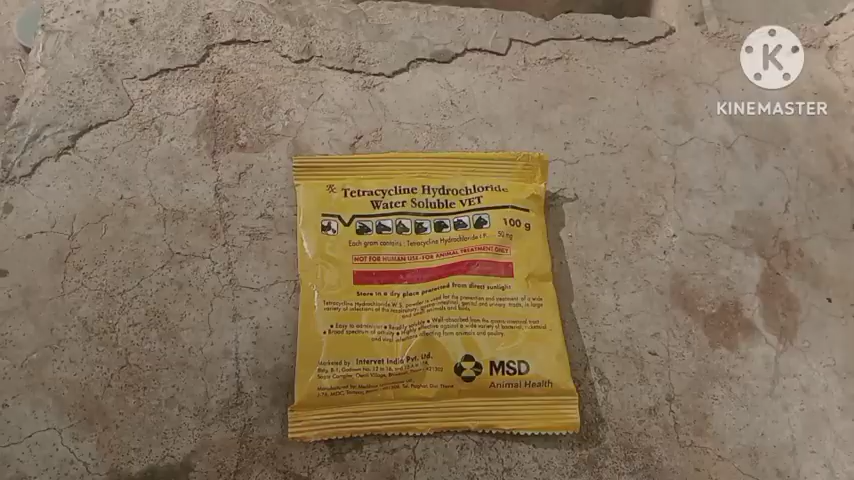 KINEMASTER
Rx Tetracycline Hydrochloride
Water Soluble VET
100 g
Each gram contains : Tetracycline Hydrochloride I.P. ... 50 mg
NOT FOR HUMAN USE-FOR ANIMAL TREATMENT ONLY
Store in a dry place protected from direct sunlight
Tetracycline Hydrochloride W.S. powder is used for the prevention and treatment of a wide
variety of infections of the respiratory, gastro-intestinal, genital and urinary tracts, in large
and small animals and birds.
• Easy to administer • Readily soluble • Well absorbed from the gastro-intestinal tract
• Broad spectrum of activity • Highly effective against a wide variety of bacterial, rickettsial
and viral infections affecting farm animals and poultry.
Marketed by : Intervet India Pvt. Ltd.
MSD
Animal Health